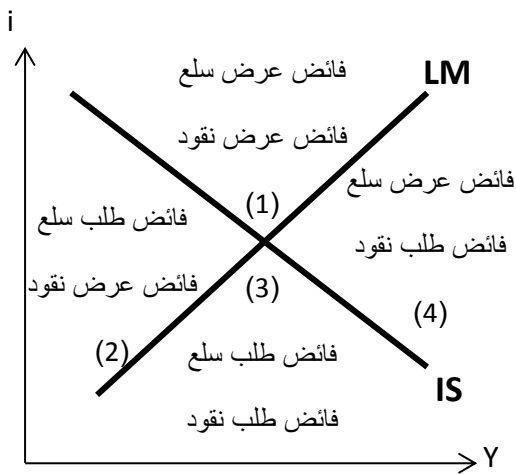 i
فائض عرض سلع
LM
فائض عرض نقود
فائض عرض سلع
(1)
فائض طلب سلع
فائض طلب نقود
فائض عرض نقود
(3)
(4)
(2)
فائض طلب سلع
IS
فائض طلب نقود
Y